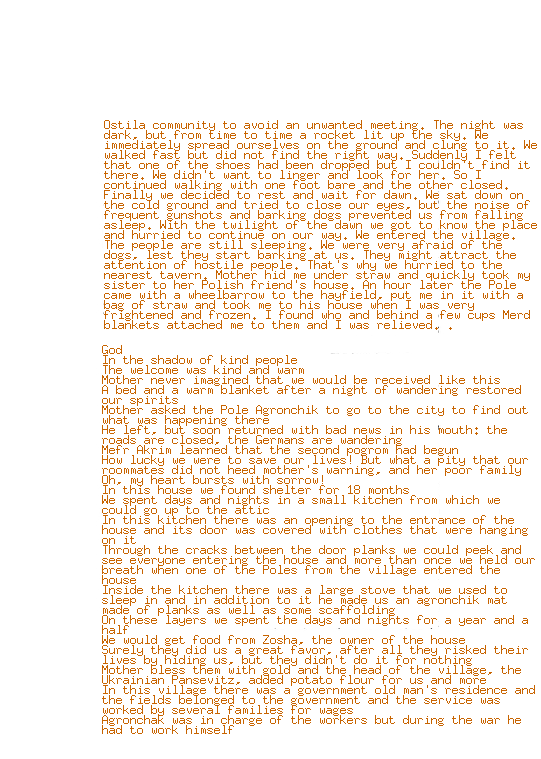 Ostila community to avoid an unwanted meeting. The night was
dark, but from time to time a rocket lit up the sky. We
immediately spread ourselves on the ground and clung to it. We
walked fast but did not find the right way. Suddenly I felt
that one of the shoes had been dropped but I couldn't find it
there. We didn't want to linger and look for her. So I
continued walking with one foot bare and the other closed.
Finally we decided to rest and wait for dawn. We sat down on
the cold ground and tried to close our eyes, but the noise of
frequent gunshots and barking dogs prevented us from falling
asleep. With the twilight of the dawn we got to know the place
and hurried to continue on our way. We entered the village.
The people are still sleeping. We were very afraid of the
dogs, lest they start barking at us. They might attract the
attention of hostile people. That's why we hurried to the
nearest tavern. Mother hid me under straw and quickly took my
sister to her Polish friend's house. An hour later the Pole
came with a wheelbarrow to the hayfield, put me in it with a
bag of straw and took me to his house when I was very
frightened and frozen. I found who and behind a few cups Merd
blankets attached me to them and I was relieved. .
God
In the shadow of kind people
The welcome was kind and warm
Mother never imagined that we would be received like this
A bed and a warm blanket after a night of wandering restored
our spirits
Mother asked the Pole Agronchik to go to the city to find out
what was happening there
He left, but soon returned with bad news in his mouth: the
roads are closed, the Germans are wandering
Mefr Akrim learned that the second pogrom had begun
How lucky we were to save our lives! But what a pity that our
roommates did not heed mother's warning, and her poor family
Oh, my heart bursts with sorrow!
In this house we found shelter for 18 months
We spent days and nights in a small kitchen from which we
could go up to the attic
In this kitchen there was an opening to the entrance of the
house and its door was covered with clothes that were hanging
on it
Through the cracks between the door planks we could peek and
see everyone entering the house and more than once we held our
breath when one of the Poles from the village entered the
house
Inside the kitchen there was a large stove that we used to
sleep in and in addition to it he made us an agronchik mat
made of planks as well as some scaffolding
On these layers we spent the days and nights for a year and a
half
We would get food from Zosha, the owner of the house
Surely they did us a great favor, after all they risked their
lives by hiding us, but they didn't do it for nothing
Mother bless them with gold and the head of the village, the
Ukrainian Pansevitz, added potato flour for us and more
In this village there was a government old man's residence and
the fields belonged to the government and the service was
worked by several families for wages
Agronchak was in charge of the workers but during the war he
had to work himself